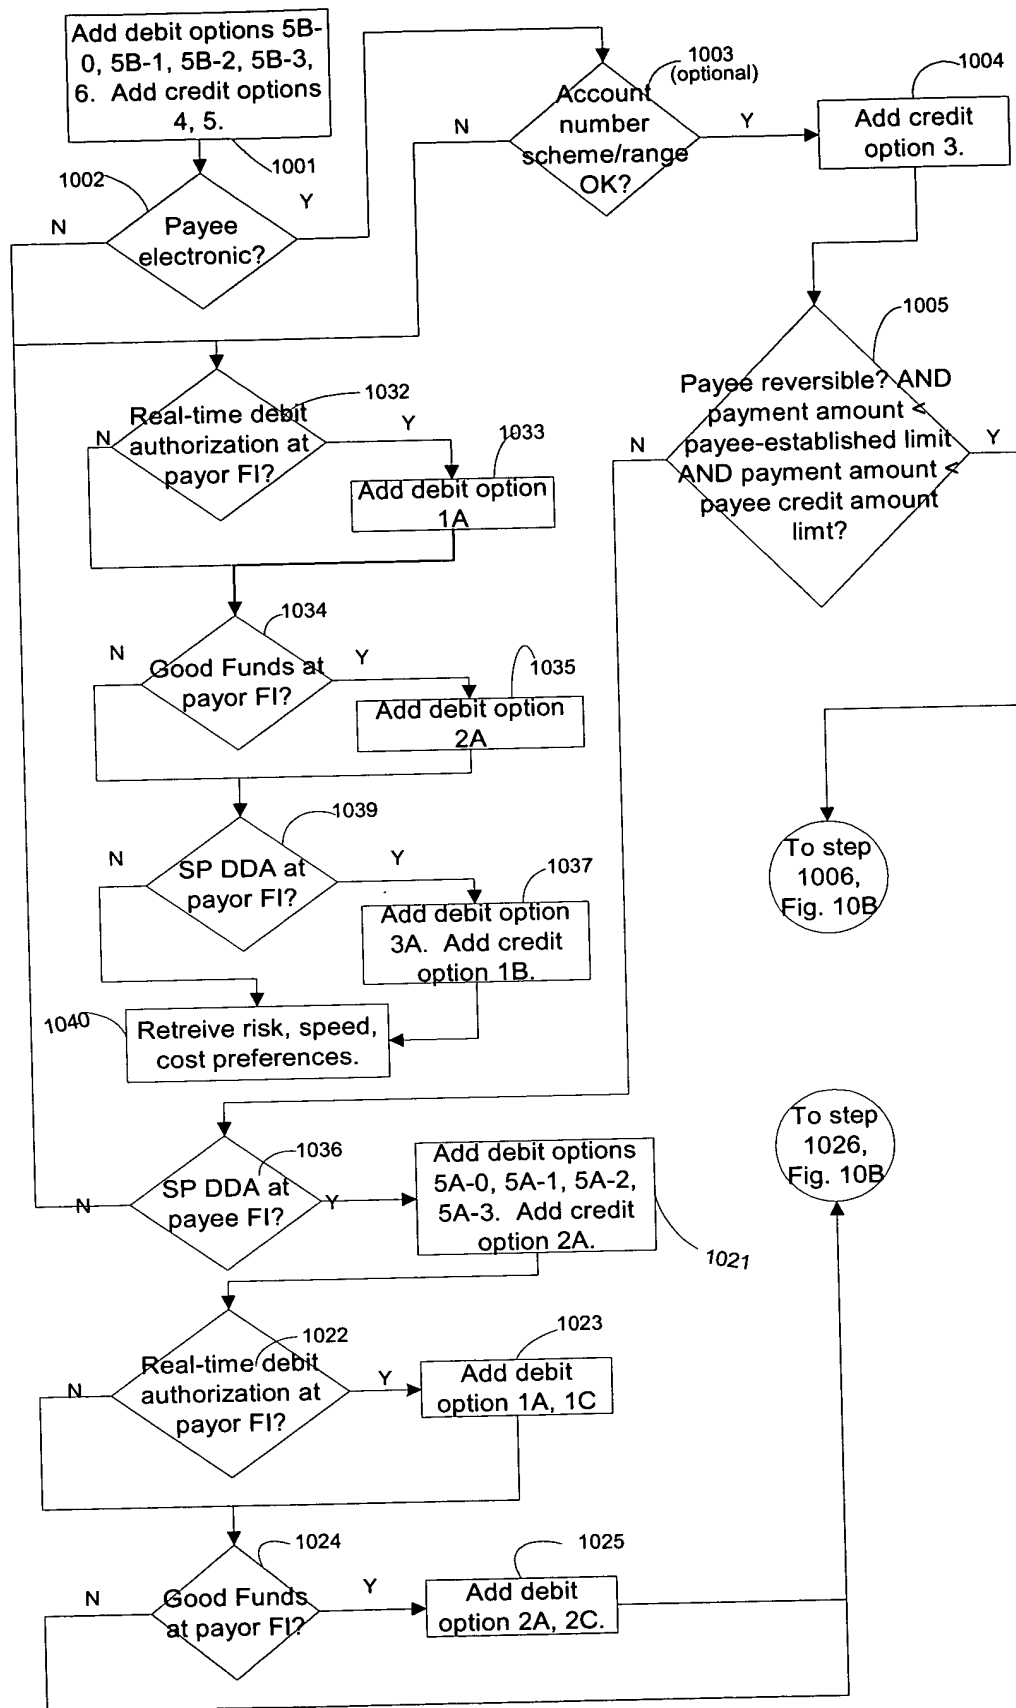 Add debit options 5B-
0, 5B-1, 5B-2, 5B-3,
6. Add credit options
4, 5.
1001
1002
Payee
electronic?
N
Y
1003
(optional)
Account
number
scheme/range
OK?
N
Y
1004
Add credit
option 3.
1005
Payee reversible? AND
payment amount <
payee-established limit
AND payment amount <
payee credit amount
limt?
N
Y
To step
1006,
Fig. 10B
1032
Real-time debit
authorization at
payor FI?
N
Y
1033
Add debit option
1A
1034
Good Funds at
payor FI?
N
Y
1035
Add debit option
2A
1039
SP DDA at
payor FI?
N
Y
1037
Add debit option
3A. Add credit
option 1B.
1040
Retreive risk, speed,
cost preferences.
1036
SP DDA at
payee FI?
N
Y
Add debit options
5A-0, 5A-1, 5A-2,
5A-3. Add credit
option 2A.
1021
To step
1026,
Fig. 10B
1022
Real-time debit
authorization at
payor FI?
N
Y
1023
Add debit
option 1A, 1C
1024
Good Funds
at payor FI?
N
Y
1025
Add debit
option 2A, 2C.